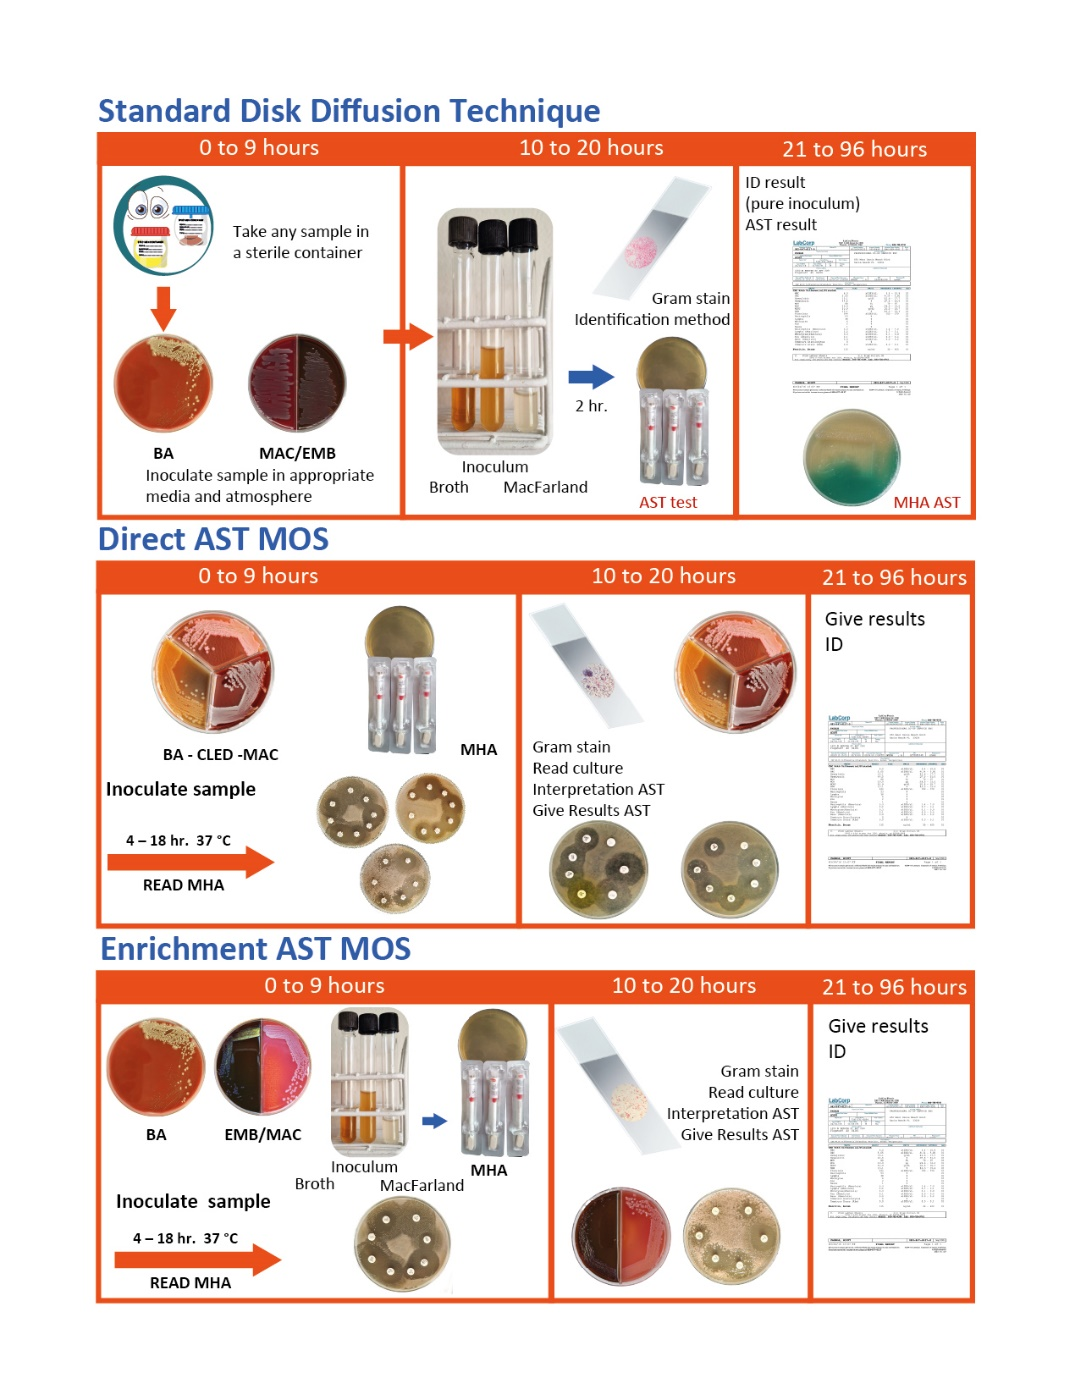 Standard Disk Diffusion Technique
0 to 9 hours
10 to 20 hours
21 to 96 hours
Take any sample in
a sterile container
BA
MAC/EMB
Inoculate sample in appropriate
media and atmosphere
Inoculum
Broth
MacFarland
2 hr.
Gram stain
Identification method
AST test
ID result
(pure inoculum)
AST result
LabCorp
MHA AST
Direct AST MOS
0 to 9 hours
10 to 20 hours
21 to 96 hours
BA - CLED -MAC
MHA
Inoculate sample
4 – 18 hr. 37 °C
READ MHA
Gram stain
Read culture
Interpretation AST
Give Results AST
Give results
ID
LabCorp
Enrichment AST MOS
0 to 9 hours
10 to 20 hours
21 to 96 hours
BA
EMB/MAC
Inoculum
Broth
MacFarland
MHA
Inoculate sample
4 – 18 hr. 37 °C
READ MHA
Gram stain
Read culture
Interpretation AST
Give Results AST
Give results
ID
LabCorp